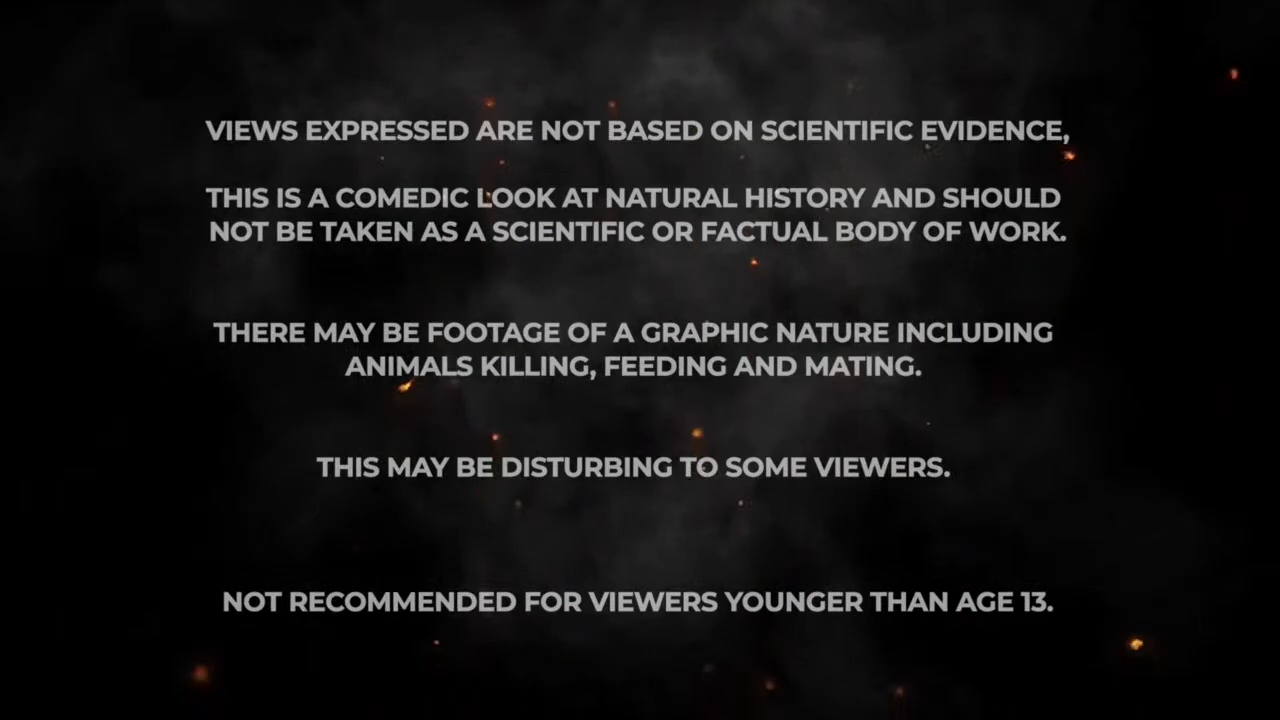 VIEWS EXPRESSED ARE NOT BASED ON SCIENTIFIC EVIDENCE,
THIS IS A COMEDIC LOOK AT NATURAL HISTORY AND SHOULD
NOT BE TAKEN AS A SCIENTIFIC OR FACTUAL BODY OF WORK.
THERE MAY BE FOOTAGE OF A GRAPHIC NATURE INCLUDING
ANIMALS KILLING, FEEDING AND MATING.
THIS MAY BE DISTURBING TO SOME VIEWERS.
NOT RECOMMENDED FOR VIEWERS YOUNGER THAN AGE 13.